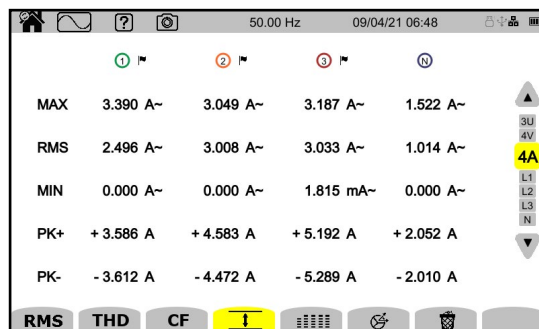 ? 50.00 Hz 09/04/21 06:48
1 2 3 N
MAX 3.390 A~ 3.049 A~ 3.187 A~ 1.522 A~
3U
4V
RMS 2.496 A~ 3.008 A~ 3.033 A~ 1.014 A~
4A
L1
MIN 0.000 A~ 0.000 A~ 1.815 mA~ 0.000 A~
L2
L3
N
PK+ + 3.586 A + 4.583 A + 5.192 A + 2.052 A
PK- - 3.612 A - 4.472 A - 5.289 A - 2.010 A
RMS THD CF